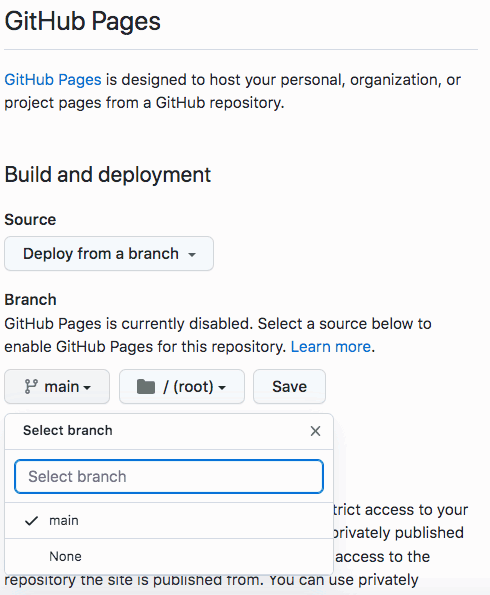 GitHub Pages
GitHub Pages is designed to host your personal, organization, or
project pages from a GitHub repository.
Build and deployment
Source
Deploy from a branch
Branch
GitHub Pages is currently disabled. Select a source below to
enable GitHub Pages for this repository. Learn more.
main
/ (root)
Save
Select branch
Select branch
main
None
trict access to your
privately published
access to the
repository the site is published from. You can use privately